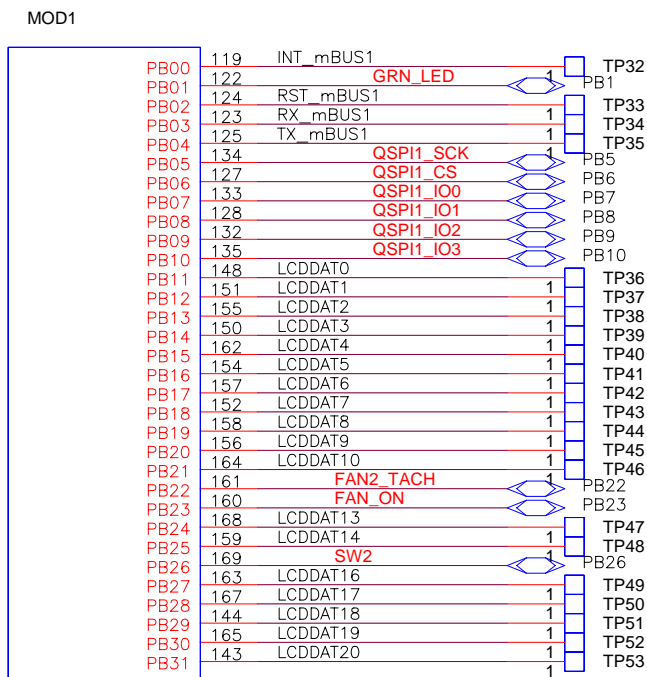 MOD1
PB00 119 INT_mBUS1 1 TP32
PB01 122 GRN_LED PB1
PB02 124 RST_mBUS1 1 TP33
PB03 123 RX_mBUS1 1 TP34
PB04 125 TX_mBUS1 1 TP35
PB05 134 QSPI1_SCK PB5
PB06 127 QSPI1_CS PB6
PB07 133 QSPI1_IO0 PB7
PB08 128 QSPI1_IO1 PB8
PB09 132 QSPI1_IO2 PB9
PB10 135 QSPI1_IO3 PB10
PB11 148 LCDDAT0 1 TP36
PB12 151 LCDDAT1 1 TP37
PB13 155 LCDDAT2 1 TP38
PB14 150 LCDDAT3 1 TP39
PB15 162 LCDDAT4 1 TP40
PB16 154 LCDDAT5 1 TP41
PB17 157 LCDDAT6 1 TP42
PB18 152 LCDDAT7 1 TP43
PB19 158 LCDDAT8 1 TP44
PB20 156 LCDDAT9 1 TP45
PB21 164 LCDDAT10 1 TP46
PB22 161 FAN2_TACH PB22
PB23 160 FAN_ON PB23
PB24 168 LCDDAT13 1 TP47
PB25 159 LCDDAT14 1 TP48
PB26 169 SW2 PB26
PB27 163 LCDDAT16 1 TP49
PB28 167 LCDDAT17 1 TP50
PB29 144 LCDDAT18 1 TP51
PB30 165 LCDDAT19 1 TP52
PB31 143 LCDDAT20 1 TP53